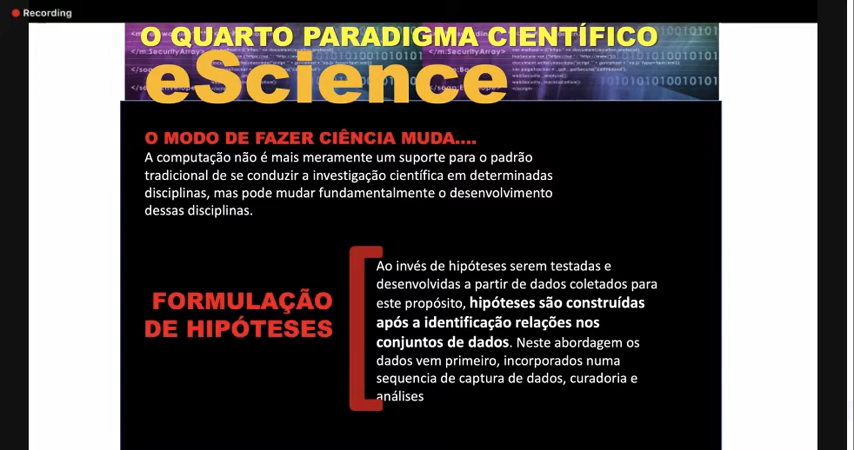 Recording
O QUARTO PARADIGMA CIENTÍFICO
eScience
O MODO DE FAZER CIÊNCIA MUDA....
A computação não é mais meramente um suporte para o padrão
tradicional de se conduzir a investigação científica em determinadas
disciplinas, mas pode mudar fundamentalmente o desenvolvimento
dessas disciplinas.
FORMULAÇÃO
DE HIPÓTESES
Ao invés de hipóteses serem testadas e
desenvolvidas a partir de dados coletados para
este propósito, hipóteses são construídas
após a identificação relações nos
conjuntos de dados. Neste abordagem os
dados vem primeiro, incorporados numa
sequencia de captura de dados, curadoria e
análises